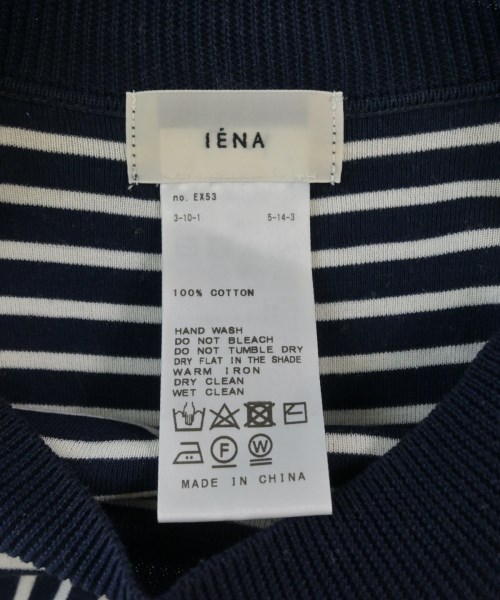 IÉNA
no. EX53
3-10-1 5-14-3
100% COTTON
HAND WASH
DO NOT BLEACH
DO NOT TUMBLE DRY
DRY FLAT IN THE SHADE
WARM IRON
DRY CLEAN
WET CLEAN
F W
MADE IN CHINA